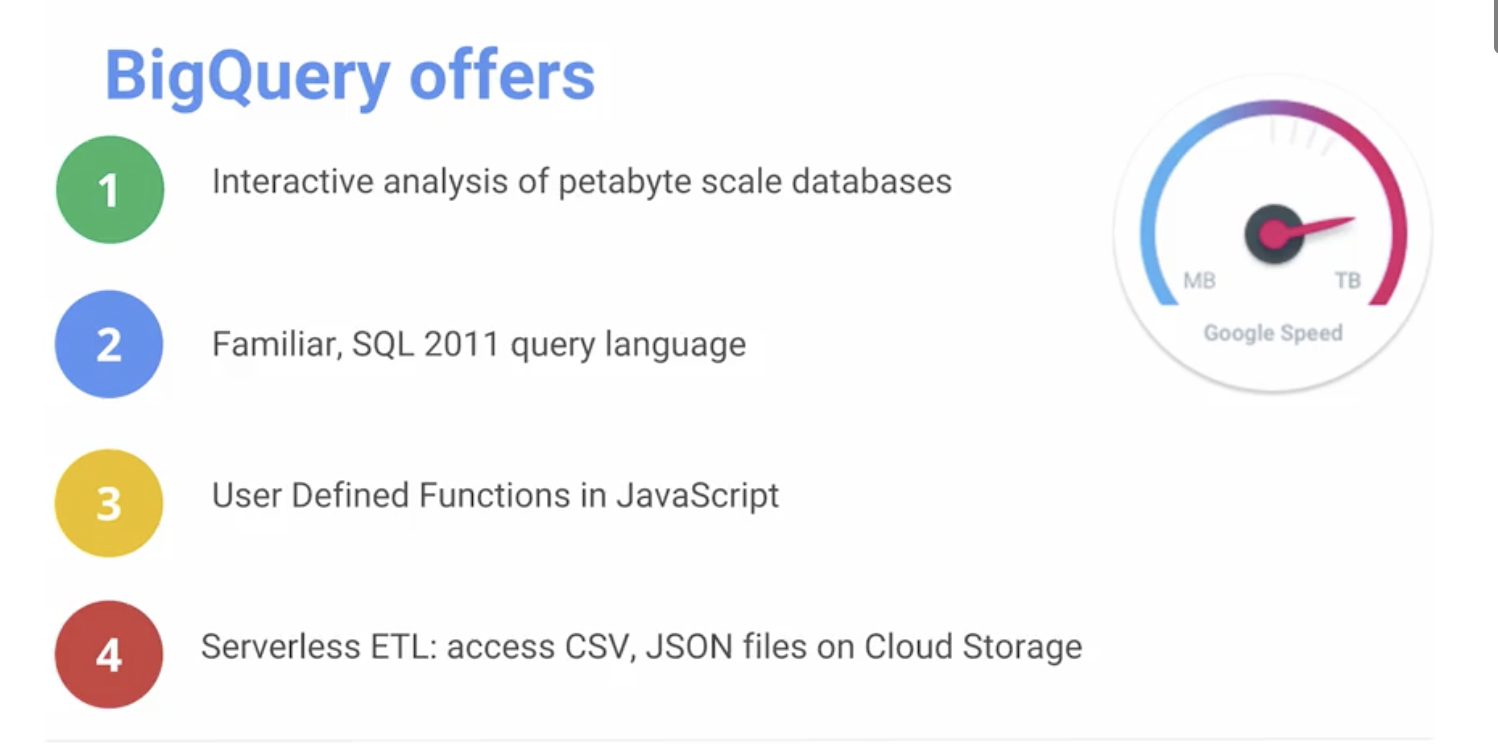 BigQuery offers
1 Interactive analysis of petabyte scale databases
2 Familiar, SQL 2011 query language
3 User Defined Functions in JavaScript
4 Serverless ETL: access CSV, JSON files on Cloud Storage
MB TB
Google Speed